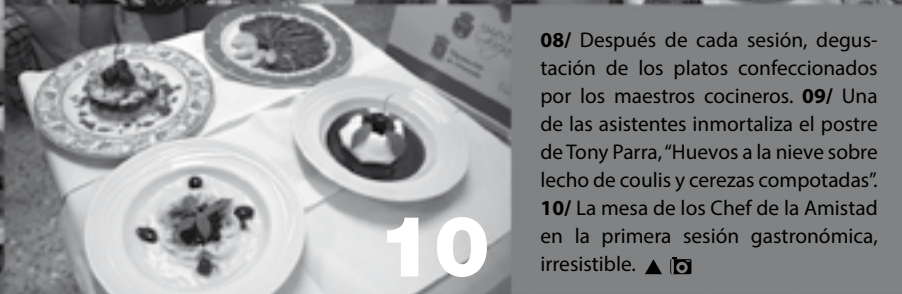 10
08/ Después de cada sesión, degus-
tación de los platos confeccionados
por los maestros cocineros. 09/ Una
de las asistentes inmortaliza el postre
de Tony Parra, “Huevos a la nieve sobre
lecho de coulis y cerezas compotadas”.
10/ La mesa de los Chef de la Amistad
en la primera sesión gastronómica,
irresistible.